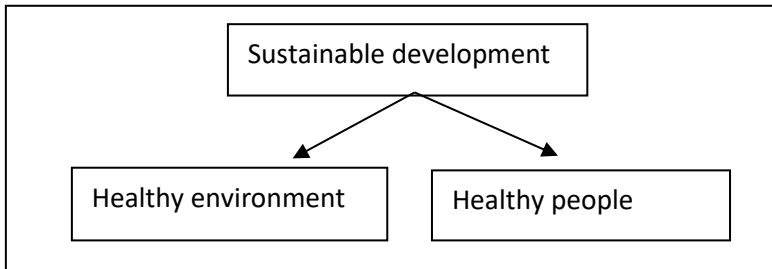 Sustainable development
Healthy environment
Healthy people